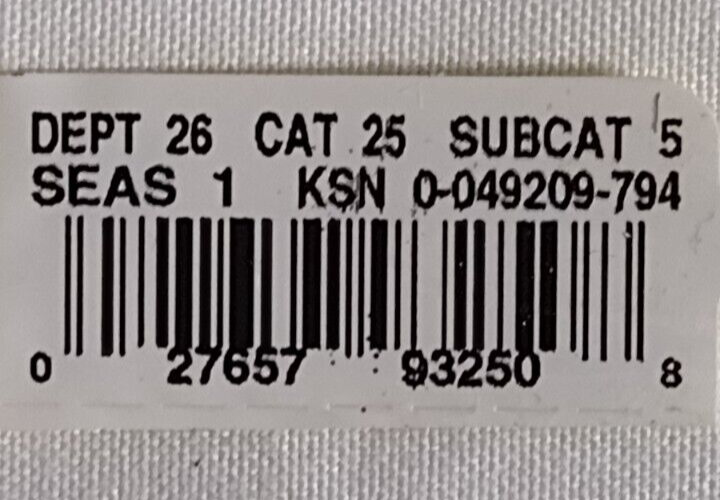 DEPT 26 CAT 25 SUBCAT 5
SEAS 1 KSN 0-049209-794
0 27657 93250 8